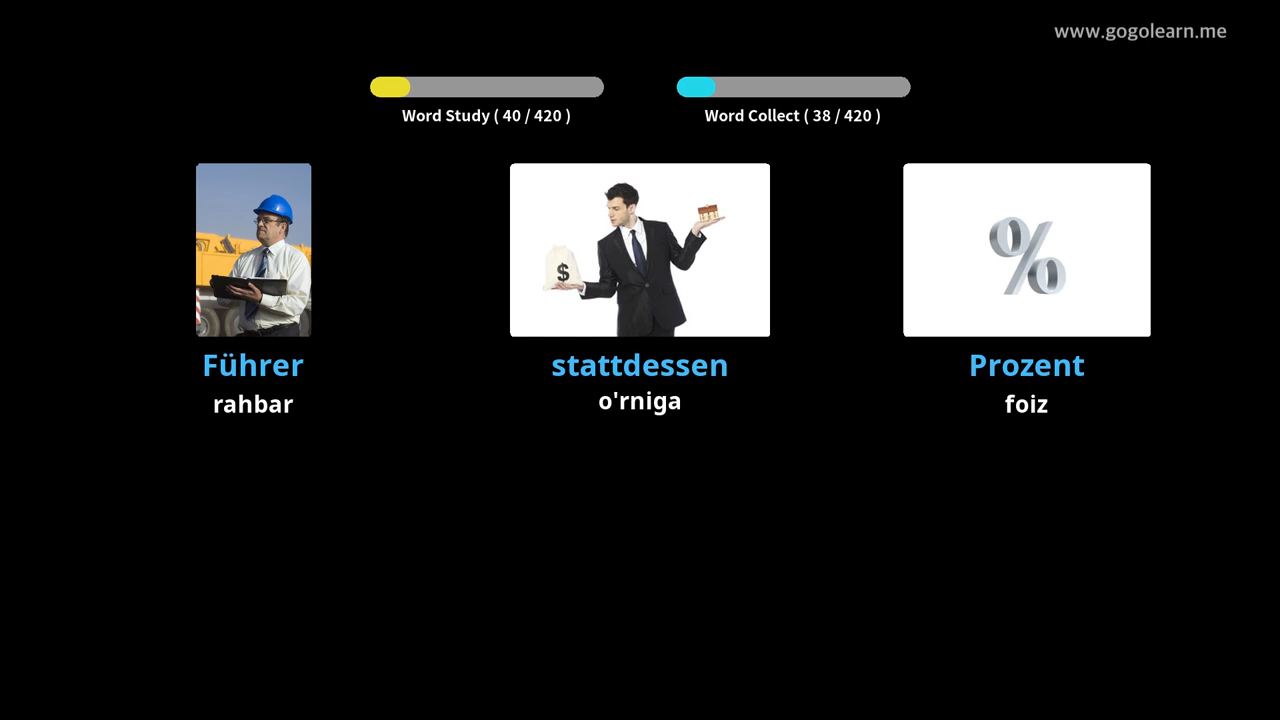 www.gogolearn.me
Word Study ( 40 / 420 )
Word Collect ( 38 / 420 )
$
%
Führer
rahbar
stattdessen
o'rniga
Prozent
foiz